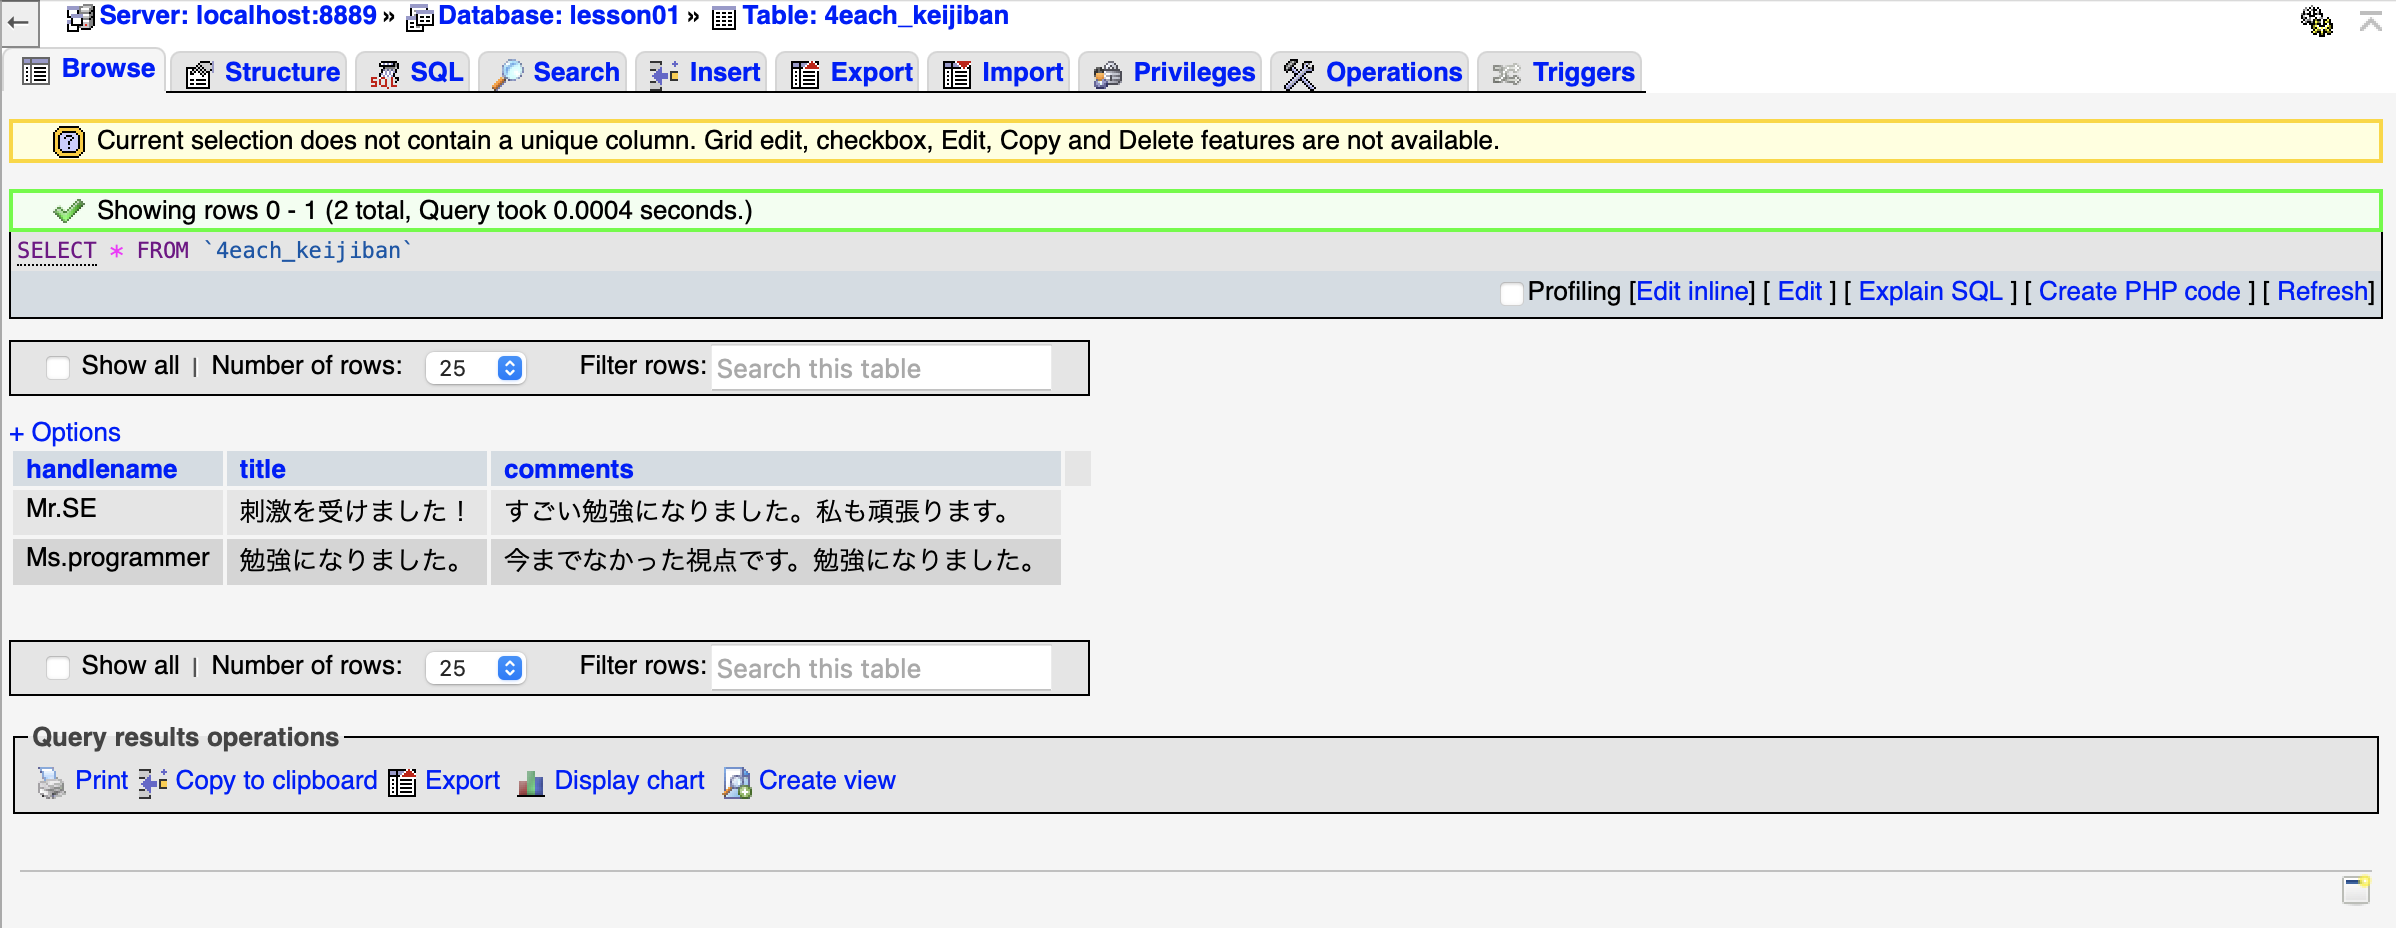 Server: localhost:8889 » Database: lesson01 » Table: 4each_keijiban
Browse Structure SQL Search Insert Export Import Privileges Operations Triggers
Current selection does not contain a unique column. Grid edit, checkbox, Edit, Copy and Delete features are not available.
Showing rows 0 - 1 (2 total, Query took 0.0004 seconds.)
SELECT * FROM `4each_keijiban`
Profiling [Edit inline] [ Edit ] [ Explain SQL ] [ Create PHP code ] [ Refresh]
Show all | Number of rows: 25 Filter rows: Search this table
+ Options
handlename title comments
Mr.SE 刺激を受けました！ すごい勉強になりました。私も頑張ります。
Ms.programmer 勉強になりました。 今までなかった視点です。勉強になりました。
Show all | Number of rows: 25 Filter rows: Search this table
Query results operations
Print Copy to clipboard Export Display chart Create view